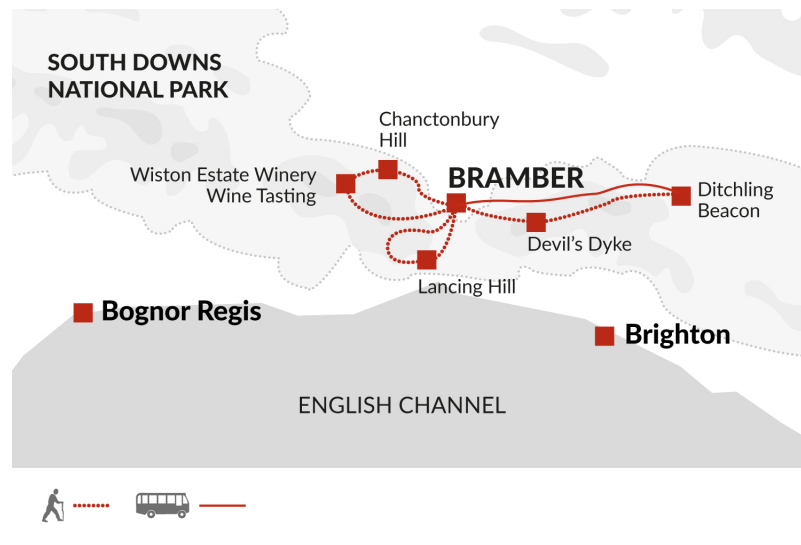 SOUTH DOWNS
NATIONAL PARK
Chanctonbury
Hill
Wiston Estate Winery
Wine Tasting
BRAMBER
Ditchling
Beacon
Devil's Dyke
Lancing Hill
Bognor Regis
Brighton
ENGLISH CHANNEL